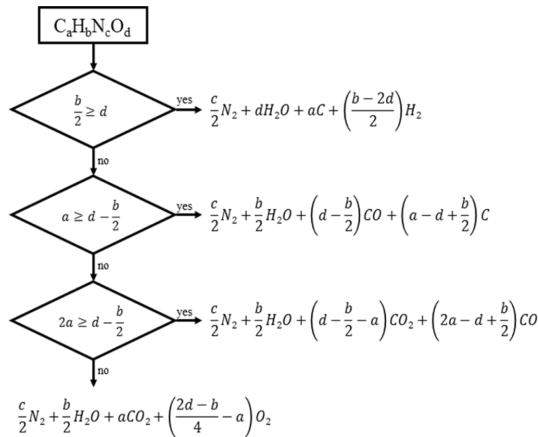 CₐH_bN_cO_d
b/2 ≥ d
yes
c/2 N₂ + dH₂O + aC + ((b − 2d)/2)H₂
no
a ≥ d − b/2
yes
c/2 N₂ + b/2 H₂O + (d − b/2)CO + (a − d + b/2)C
no
2a ≥ d − b/2
yes
c/2 N₂ + b/2 H₂O + (d − b/2 − a)CO₂ + (2a − d + b/2)CO
no
c/2 N₂ + b/2 H₂O + aCO₂ + ((2d − b)/4 − a)O₂